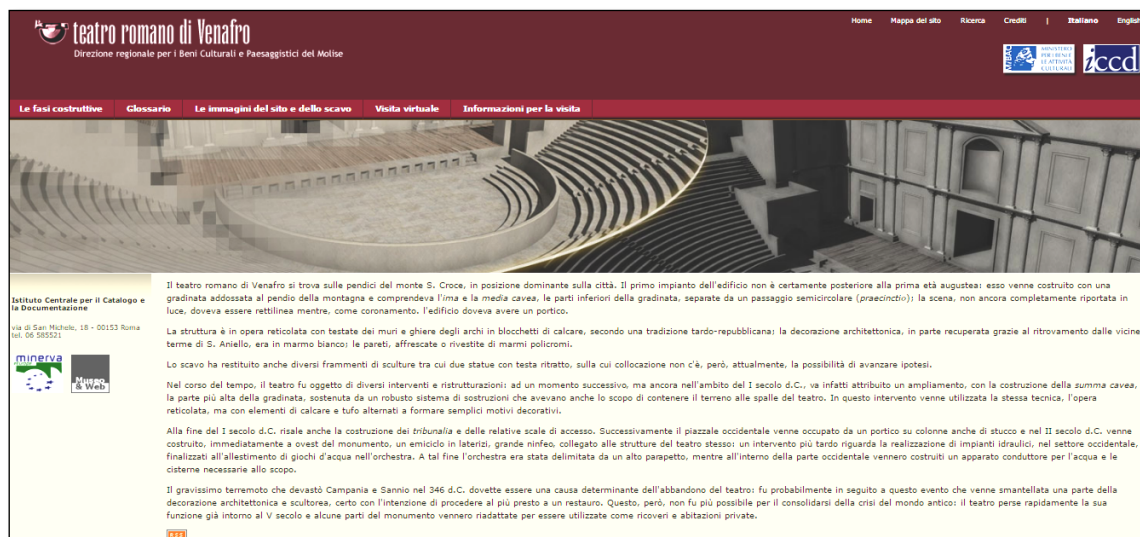 teatro romano di Venafro
Direzione regionale per i Beni Culturali e Paesaggistici del Molise
Home Mappa del sito Ricerca Crediti | Italiano English
MINISTERO
PER I BENI E
LE ATTIVITÀ
CULTURALI
iccd
Le fasi costruttive Glossario Le immagini del sito e dello scavo Visita virtuale Informazioni per la visita
Istituto Centrale per il Catalogo e
la Documentazione
via di San Michele, 18 - 00153 Roma
tel. 06 585521
minerva
Museo
& Web
Il teatro romano di Venafro si trova sulle pendici del monte S. Croce, in posizione dominante sulla città. Il primo impianto dell'edificio non è certamente posteriore alla prima età augustea: esso venne costruito con una
gradinata addossata al pendio della montagna e comprendeva l'ima e la media cavea, le parti inferiori della gradinata, separate da un passaggio semicircolare (praecinctio); la scena, non ancora completamente riportata in
luce, doveva essere rettilinea mentre, come coronamento. l'edificio doveva avere un portico.
La struttura è in opera reticolata con testate dei muri e ghiere degli archi in blocchetti di calcare, secondo una tradizione tardo-repubblicana; la decorazione architettonica, in parte recuperata grazie al ritrovamento dalle vicine
terme di S. Aniello, era in marmo bianco; le pareti, affrescate o rivestite di marmi policromi.
Lo scavo ha restituito anche diversi frammenti di sculture tra cui due statue con testa ritratto, sulla cui collocazione non c'è, però, attualmente, la possibilità di avanzare ipotesi.
Nel corso del tempo, il teatro fu oggetto di diversi interventi e ristrutturazioni: ad un momento successivo, ma ancora nell'ambito del I secolo d.C., va infatti attribuito un ampliamento, con la costruzione della summa cavea,
la parte più alta della gradinata, sostenuta da un robusto sistema di sostruzioni che avevano anche lo scopo di contenere il terreno alle spalle del teatro. In questo intervento venne utilizzata la stessa tecnica, l'opera
reticolata, ma con elementi di calcare e tufo alternati a formare semplici motivi decorativi.
Alla fine del I secolo d.C. risale anche la costruzione dei tribunalia e delle relative scale di accesso. Successivamente il piazzale occidentale venne occupato da un portico su colonne anche di stucco e nel II secolo d.C. venne
costruito, immediatamente a ovest del monumento, un emiciclo in laterizi, grande ninfeo, collegato alle strutture del teatro stesso: un intervento più tardo riguarda la realizzazione di impianti idraulici, nel settore occidentale,
finalizzati all'allestimento di giochi d'acqua nell'orchestra. A tal fine l'orchestra era stata delimitata da un alto parapetto, mentre all'interno della parte occidentale vennero costruiti un apparato conduttore per l'acqua e le
cisterne necessarie allo scopo.
Il gravissimo terremoto che devastò Campania e Sannio nel 346 d.C. dovette essere una causa determinante dell'abbandono del teatro: fu probabilmente in seguito a questo evento che venne smantellata una parte della
decorazione architettonica e scultorea, certo con l'intenzione di procedere al più presto a un restauro. Questo, però, non fu più possibile per il consolidarsi della crisi del mondo antico: il teatro perse rapidamente la sua
funzione già intorno al V secolo e alcune parti del monumento vennero riadattate per essere utilizzate come ricoveri e abitazioni private.